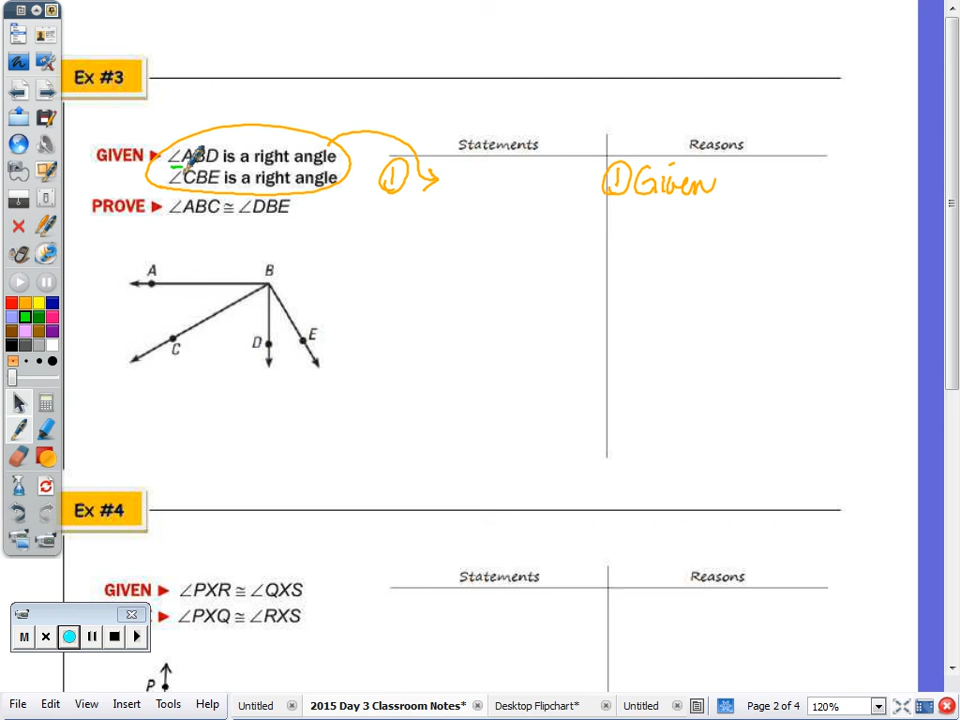 Ex #3
GIVEN ▶ ∠ABD is a right angle
∠CBE is a right angle
PROVE ▶ ∠ABC ≅ ∠DBE
Statements Reasons
① ① Given
A B
C D E
Ex #4
GIVEN ▶ ∠PXR ≅ ∠QXS
▶ ∠PXQ ≅ ∠RXS
Statements Reasons
P
M
File Edit View Insert Tools Help Untitled 2015 Day 3 Classroom Notes* Desktop Flipchart* Untitled Page 2 of 4 120%